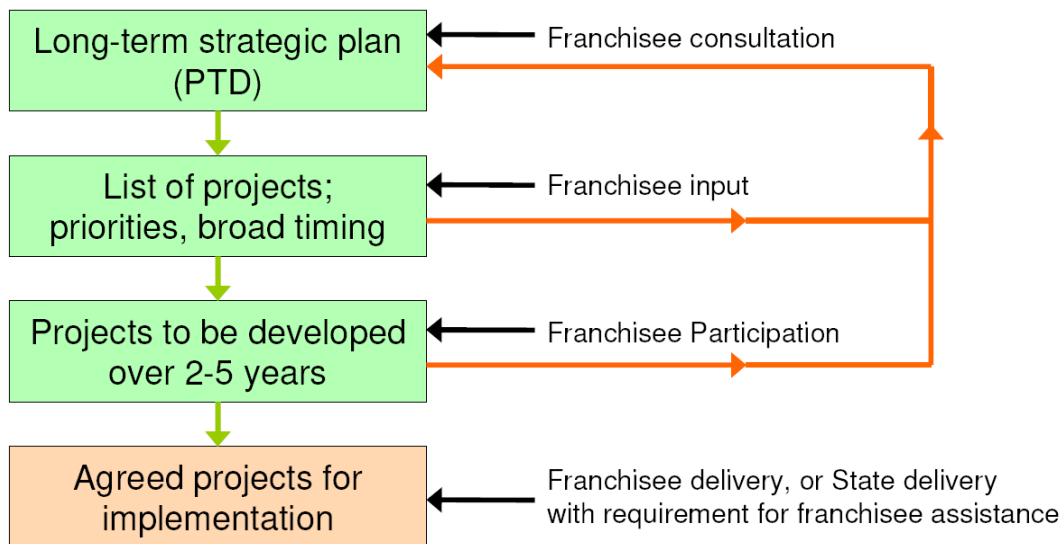 Long-term strategic plan
(PTD)
Franchisee consultation
List of projects;
priorities, broad timing
Franchisee input
Projects to be developed
over 2-5 years
Franchisee Participation
Agreed projects for
implementation
Franchisee delivery, or State delivery
with requirement for franchisee assistance